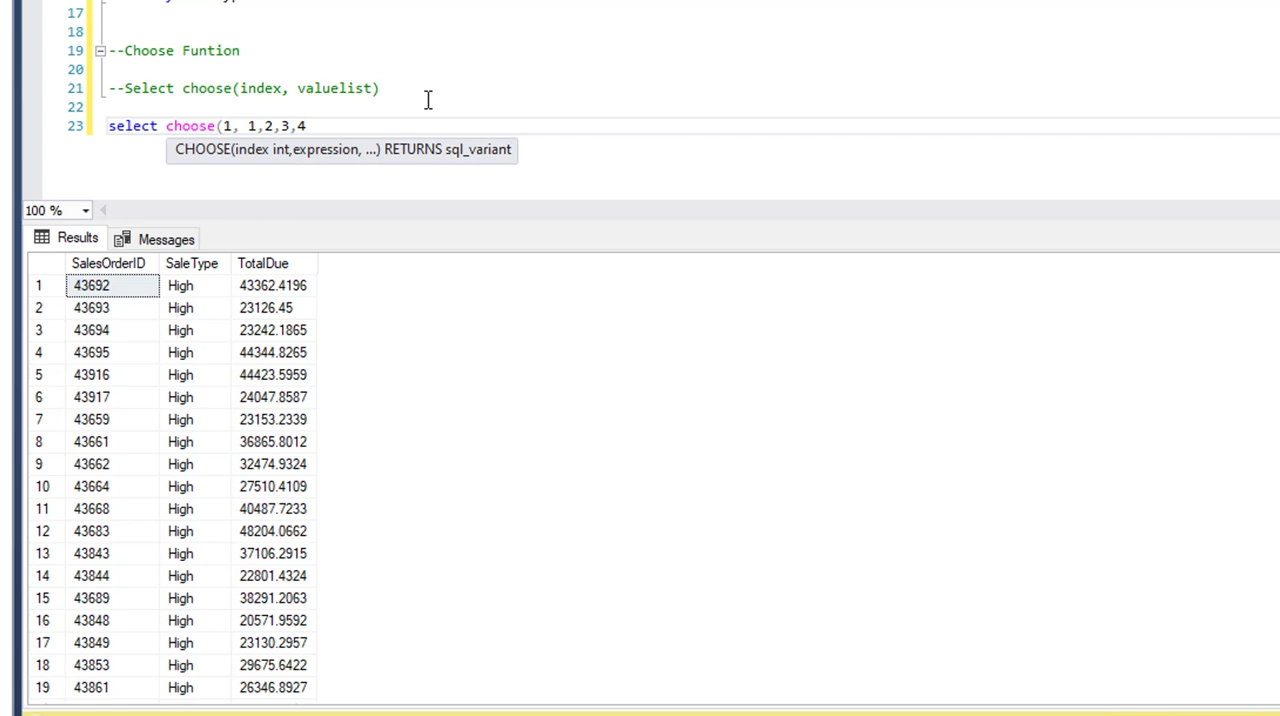 17
18
19 --Choose Funtion
20
21 --Select choose(index, valuelist)
22
23 select choose(1, 1,2,3,4
CHOOSE(index int,expression, ...) RETURNS sql_variant
100 %
Results Messages
SalesOrderID SaleType TotalDue
1 43692 High 43362.4196
2 43693 High 23126.45
3 43694 High 23242.1865
4 43695 High 44344.8265
5 43916 High 44423.5959
6 43917 High 24047.8587
7 43659 High 23153.2339
8 43661 High 36865.8012
9 43662 High 32474.9324
10 43664 High 27510.4109
11 43668 High 40487.7233
12 43683 High 48204.0662
13 43843 High 37106.2915
14 43844 High 22801.4324
15 43689 High 38291.2063
16 43848 High 20571.9592
17 43849 High 23130.2957
18 43853 High 29675.6422
19 43861 High 26346.8927